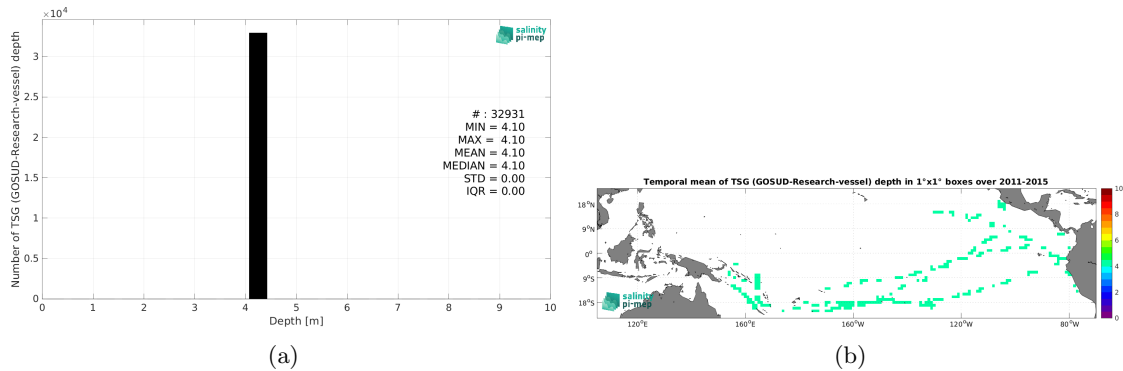 ×10⁴
Number of TSG (GOSUD-Research-vessel) depth
3
2.5
2
1.5
1
0.5
0
0 1 2 3 4 5 6 7 8 9 10
Depth [m]
salinity
pi-mep
# : 32931
MIN = 4.10
MAX = 4.10
MEAN = 4.10
MEDIAN = 4.10
STD = 0.00
IQR = 0.00
(a)
Temporal mean of TSG (GOSUD-Research-vessel) depth in 1°x1° boxes over 2011-2015
18°N
9°N
0°
9°S
18°S
120°E 160°E 160°W 120°W 80°W
salinity
pi-mep
10
8
6
4
2
0
(b)